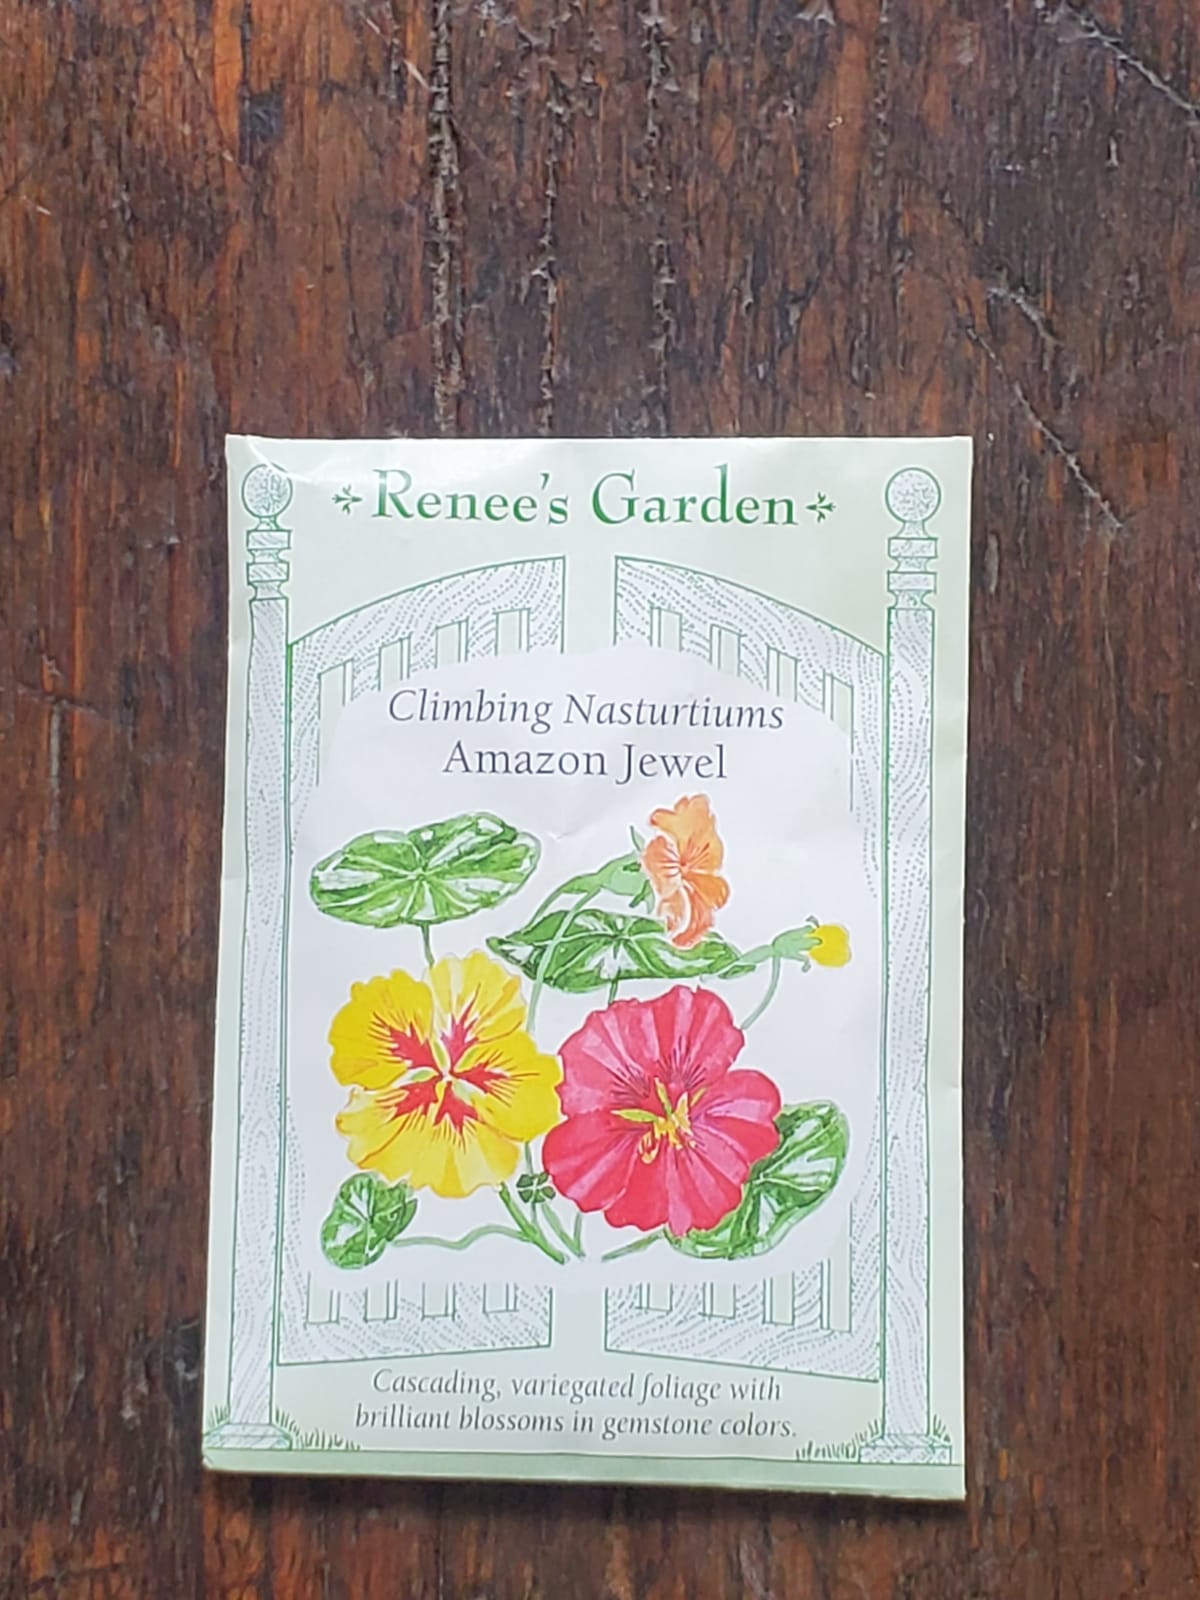 Renee's Garden
Climbing Nasturtiums
Amazon Jewel
Cascading, variegated foliage with
brilliant blossoms in gemstone colors.